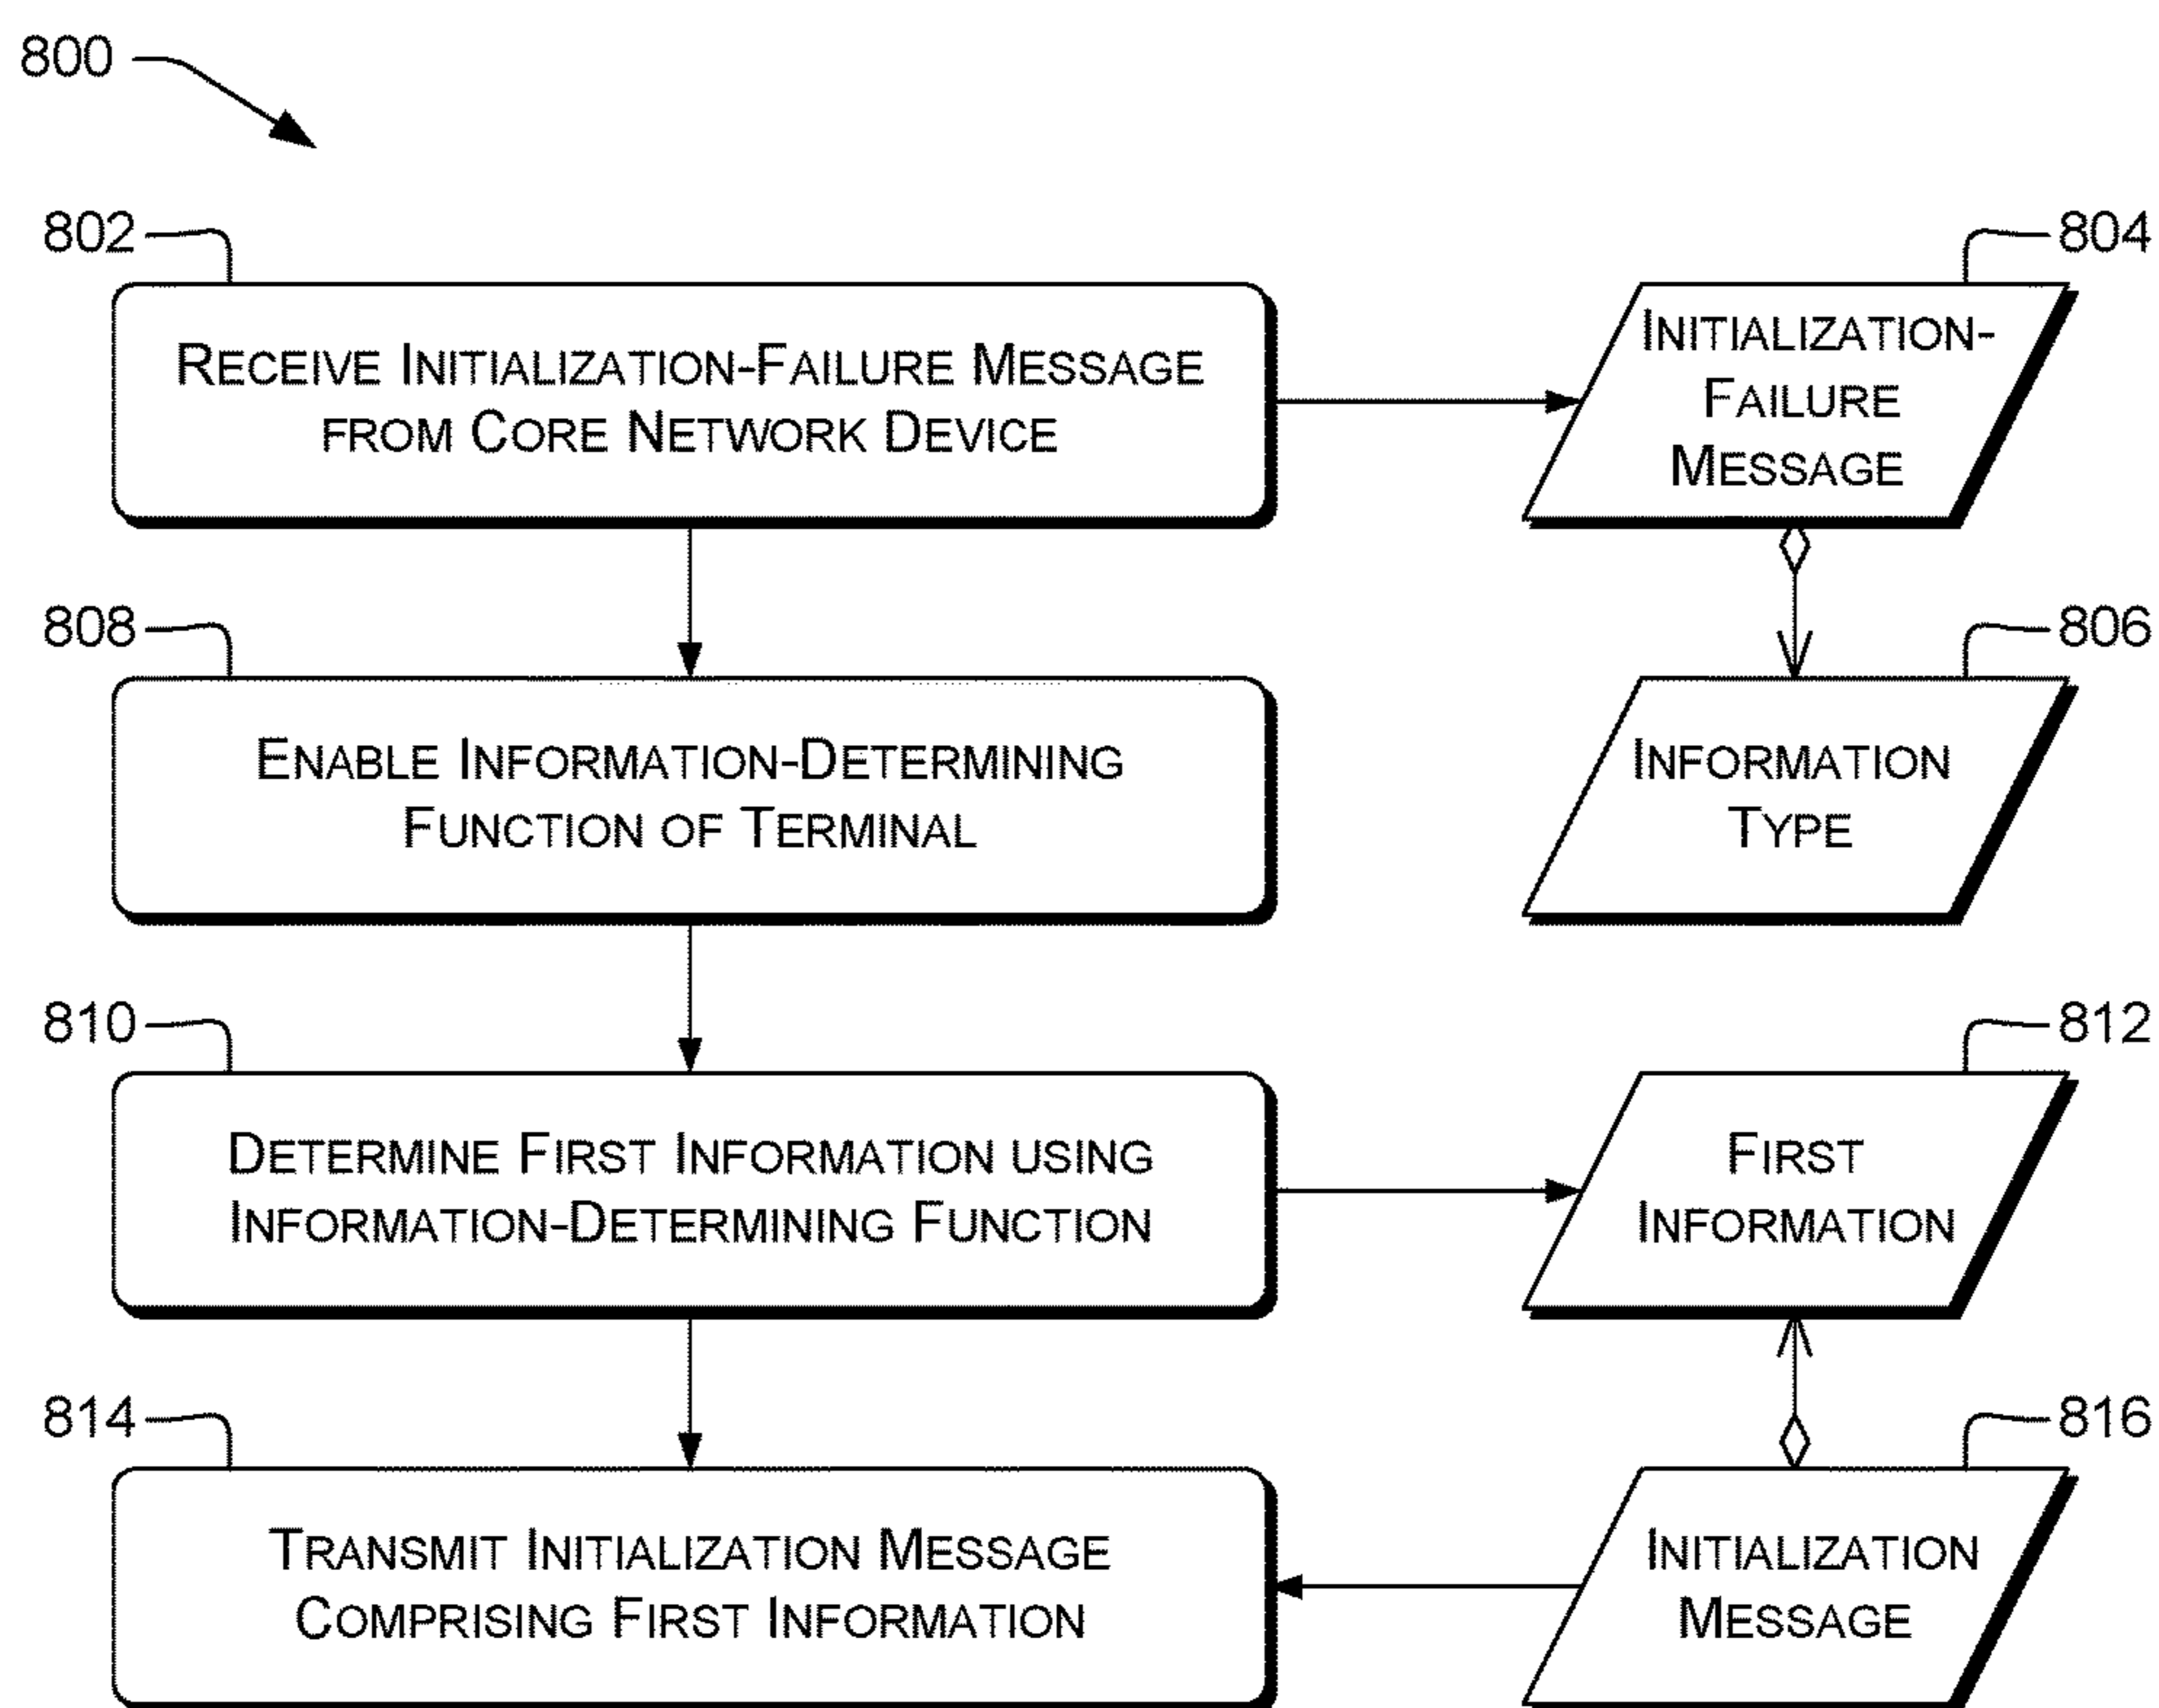 800
802
804
RECEIVE INITIALIZATION-FAILURE MESSAGE
FROM CORE NETWORK DEVICE
INITIALIZATION-
FAILURE
MESSAGE
808
806
ENABLE INFORMATION-DETERMINING
FUNCTION OF TERMINAL
INFORMATION
TYPE
810
812
DETERMINE FIRST INFORMATION USING
INFORMATION-DETERMINING FUNCTION
FIRST
INFORMATION
814
816
TRANSMIT INITIALIZATION MESSAGE
COMPRISING FIRST INFORMATION
INITIALIZATION
MESSAGE